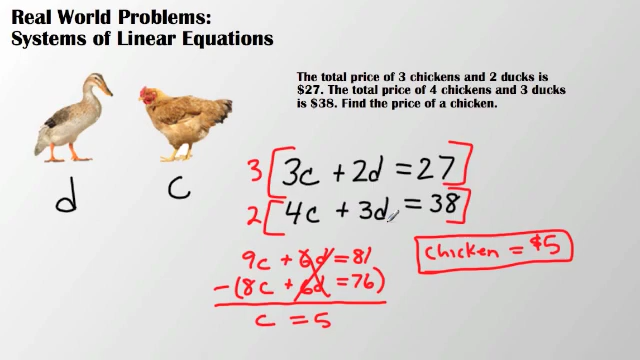 Real World Problems:
Systems of Linear Equations
The total price of 3 chickens and 2 ducks is
$27. The total price of 4 chickens and 3 ducks
is $38. Find the price of a chicken.
d
c
3[3c + 2d = 27]
2[4c + 3d = 38]
9c + 6d = 81
-(8c + 6d = 76)
c = 5
chicken = $5